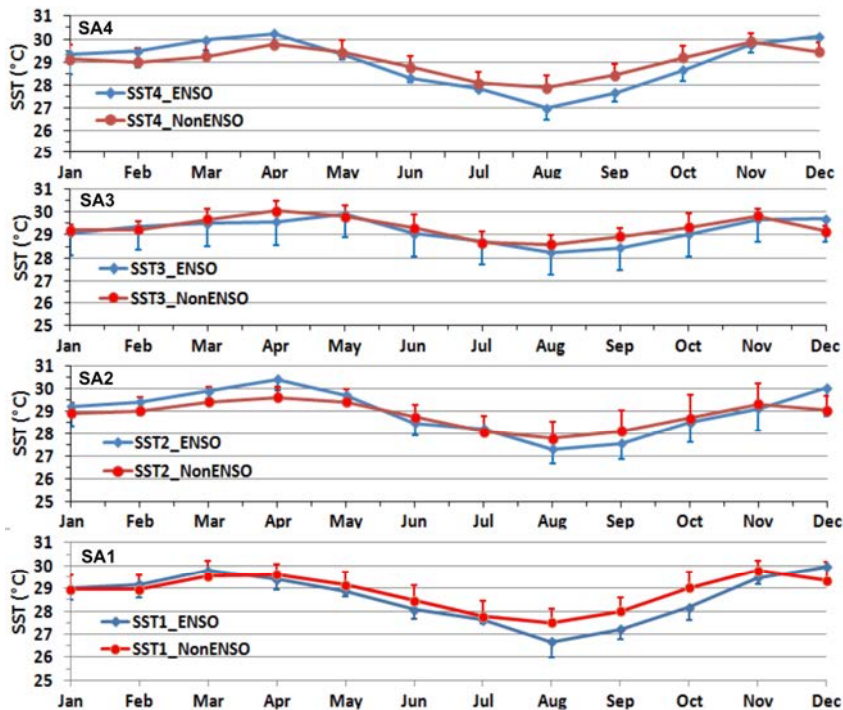 31
SA4
30
29
28
27
26
25
SST (°C)
SST4_ENSO
SST4_NonENSO
Jan Feb Mar Apr May Jun Jul Aug Sep Oct Nov Dec
31
SA3
30
29
28
27
26
25
SST3_ENSO
SST3_NonENSO
Jan Feb Mar Apr May Jun Jul Aug Sep Oct Nov Dec
31
SA2
30
29
28
27
26
25
SST (°C)
SST2_ENSO
SST2_NonENSO
Jan Feb Mar Apr May Jun Jul Aug Sep Oct Nov Dec
31
SA1
30
29
28
27
26
25
SST (°C)
SST1_ENSO
SST1_NonENSO
Jan Feb Mar Apr May Jun Jul Aug Sep Oct Nov Dec